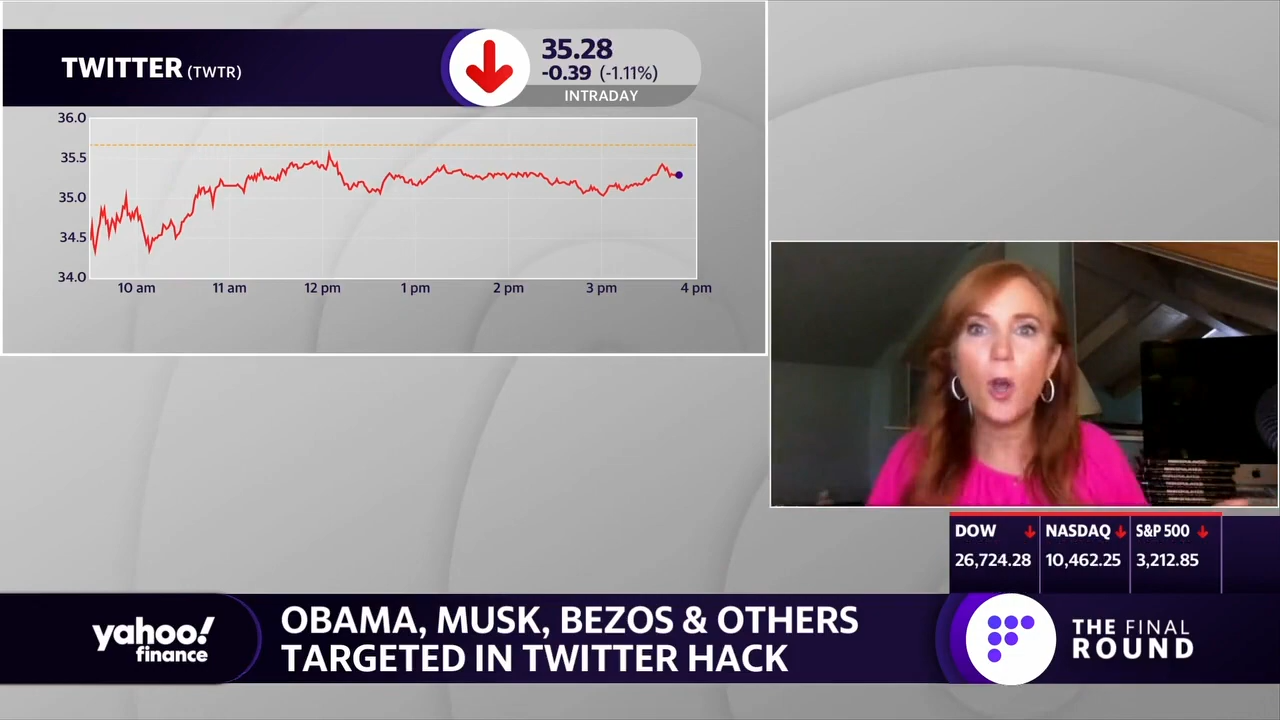 TWITTER (TWTR)
35.28
-0.39 (-1.11%)
INTRADAY
36.0
35.5
35.0
34.5
34.0
10 am 11 am 12 pm 1 pm 2 pm 3 pm 4 pm
DOW NASDAQ S&P 500
26,724.28 10,462.25 3,212.85
yahoo!
finance
OBAMA, MUSK, BEZOS & OTHERS
TARGETED IN TWITTER HACK
THE FINAL
ROUND